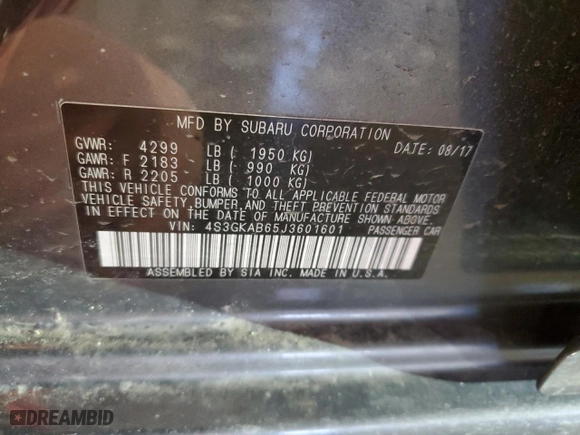 MFD BY SUBARU CORPORATION
GVWR: 4299 LB ( 1950 KG) DATE: 08/17
GAWR: F 2183 LB ( 990 KG)
GAWR: R 2205 LB ( 1000 KG)
THIS VEHICLE CONFORMS TO ALL APPLICABLE FEDERAL MOTOR
VEHICLE SAFETY, BUMPER, AND THEFT PREVENTION STANDARDS
IN EFFECT ON THE DATE OF MANUFACTURE SHOWN ABOVE.
VIN: 4S3GKAB65J3601601 PASSENGER CAR
ASSEMBLED BY SIA INC. MADE IN U.S.A.
DREAMBID